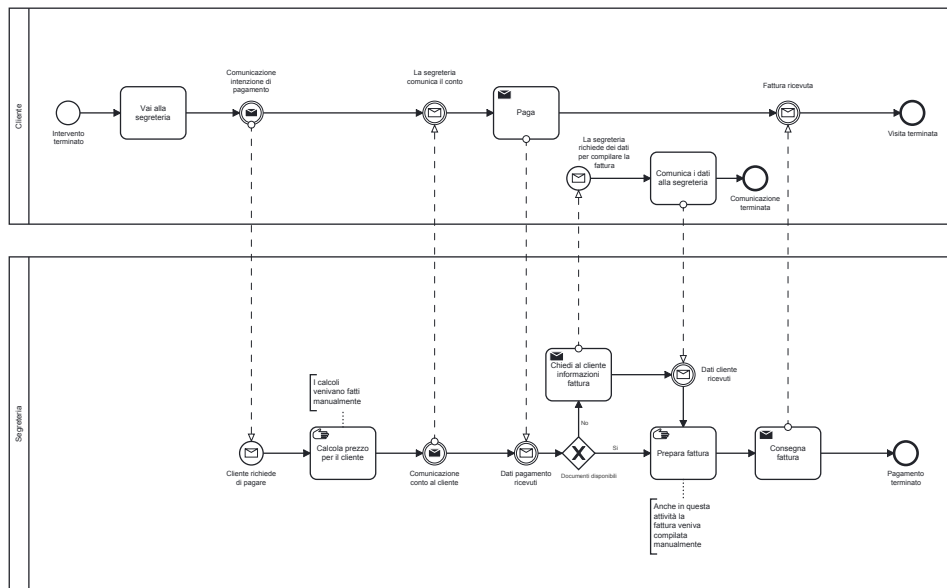 Cliente
Intervento
terminato
Vai alla
segreteria
Comunicazione
intenzione di
pagamento
La segreteria
comunica il conto
Paga
La segreteria
richiede dei dati
per compilare la
fattura
Comunica i dati
alla segreteria
Comunicazione
terminata
Fattura ricevuta
Visita terminata
Segreteria
Cliente richiede
di pagare
I calcoli
venivano fatti
manualmente
Calcola prezzo
per il cliente
Comunicazione
conto al cliente
Dati pagamento
ricevuti
Chiedi al cliente
informazioni
fattura
No
Documenti disponibili
Si
Dati cliente
ricevuti
Prepara fattura
Anche in questa
attività la
fattura veniva
compilata
manualmente
Consegna
fattura
Pagamento
terminato